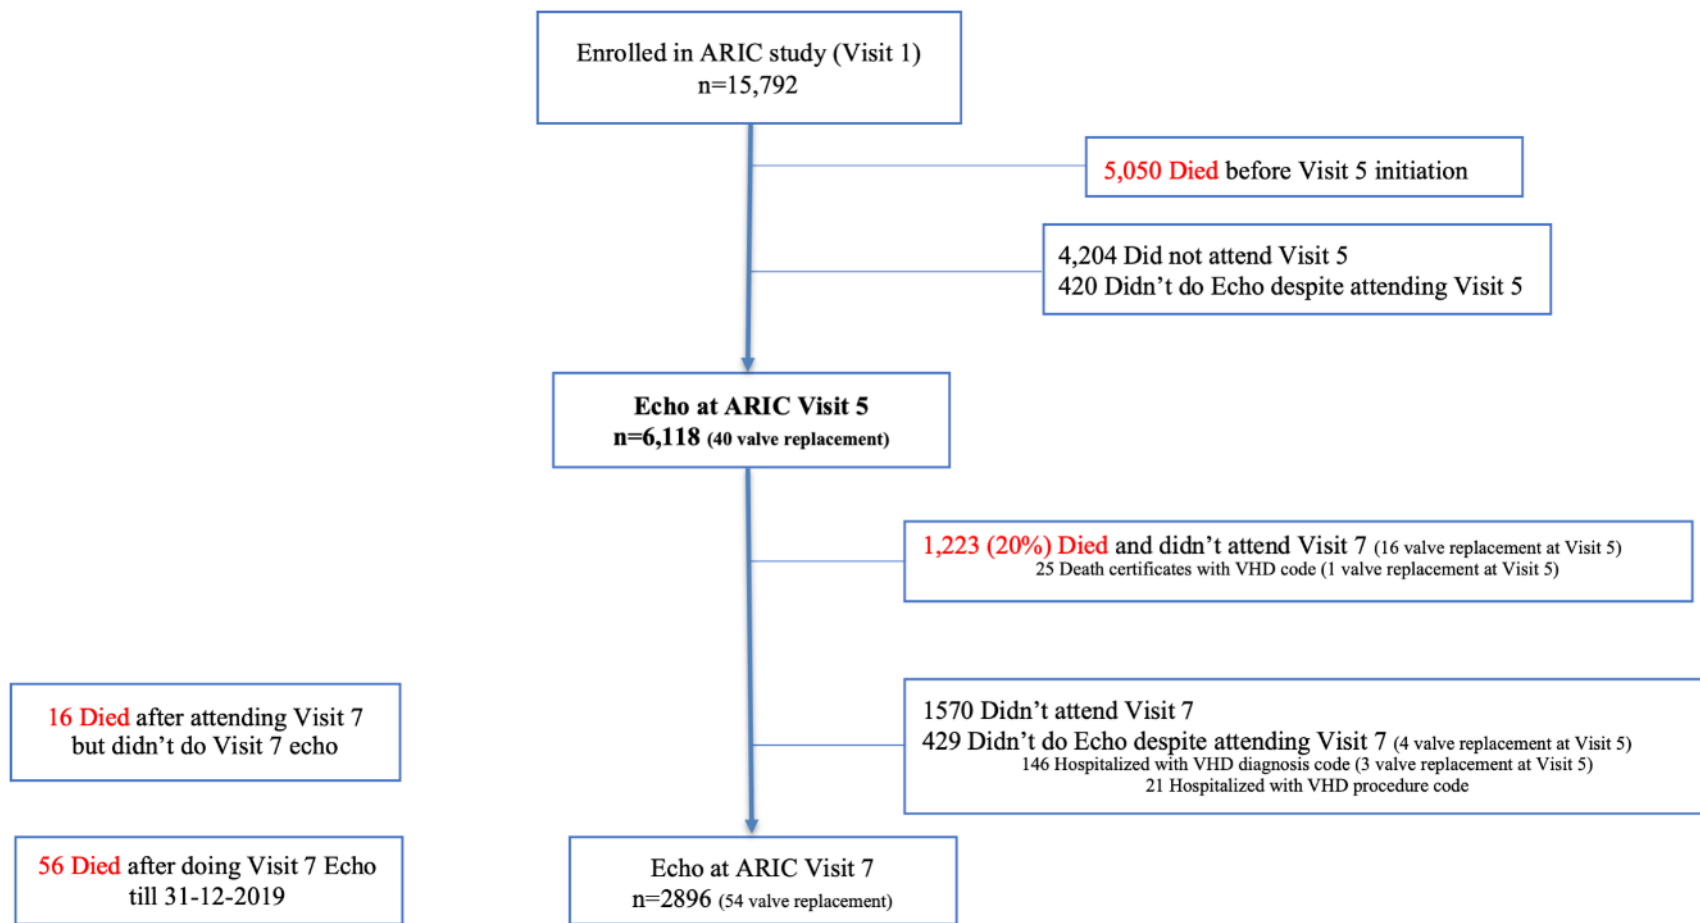 Enrolled in ARIC study (Visit 1)
n=15,792
5,050 Died before Visit 5 initiation
4,204 Did not attend Visit 5
420 Didn’t do Echo despite attending Visit 5
Echo at ARIC Visit 5
n=6,118 (40 valve replacement)
1,223 (20%) Died and didn’t attend Visit 7 (16 valve replacement at Visit 5)
25 Death certificates with VHD code (1 valve replacement at Visit 5)
16 Died after attending Visit 7
but didn’t do Visit 7 echo
1570 Didn’t attend Visit 7
429 Didn’t do Echo despite attending Visit 7 (4 valve replacement at Visit 5)
146 Hospitalized with VHD diagnosis code (3 valve replacement at Visit 5)
21 Hospitalized with VHD procedure code
56 Died after doing Visit 7 Echo
till 31-12-2019
Echo at ARIC Visit 7
n=2896 (54 valve replacement)